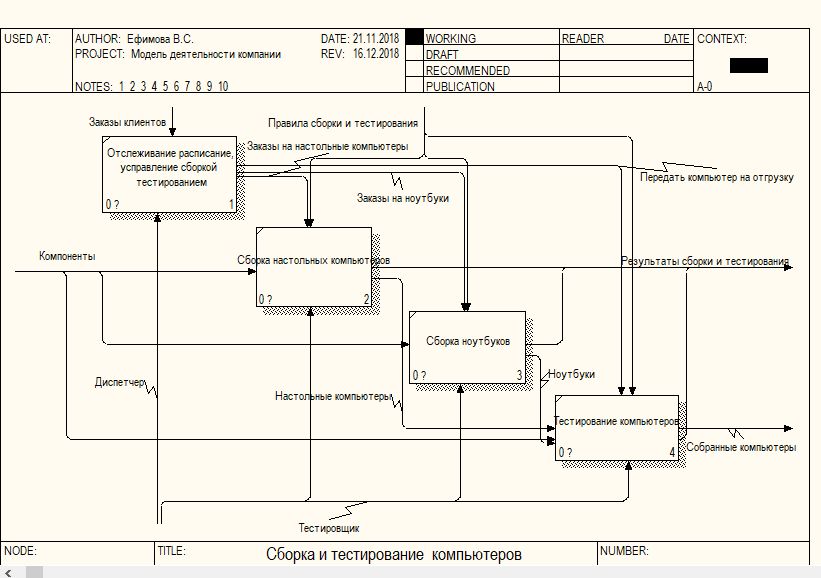 USED AT:
AUTHOR: Ефимова В.С.
DATE: 21.11.2018
WORKING
READER
DATE
CONTEXT:
PROJECT: Модель деятельности компании
REV: 16.12.2018
DRAFT
RECOMMENDED
NOTES: 1 2 3 4 5 6 7 8 9 10
PUBLICATION
A-0
Заказы клиентов
Правила сборки и тестирования
Заказы на настольные компьютеры
Отслеживание расписание,
усправление сборкой
тестированием
0 ?
1
Передать компьютер на отгрузку
Заказы на ноутбуки
Компоненты
Сборка настольных компьютеров
0 ?
2
Результаты сборки и тестирования
Сборка ноутбуков
0 ?
3
Диспетчер
Ноутбуки
Настольные компьютеры
Тестирование компьютеров
0 ?
4
Собранные компьютеры
Тестировщик
NODE:
TITLE:
Сборка и тестирование компьютеров
NUMBER: